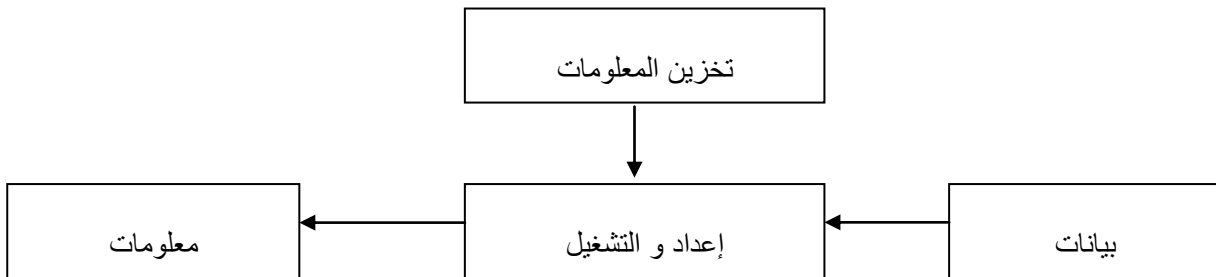 تخزين المعلومات
بيانات
إعداد و التشغيل
معلومات